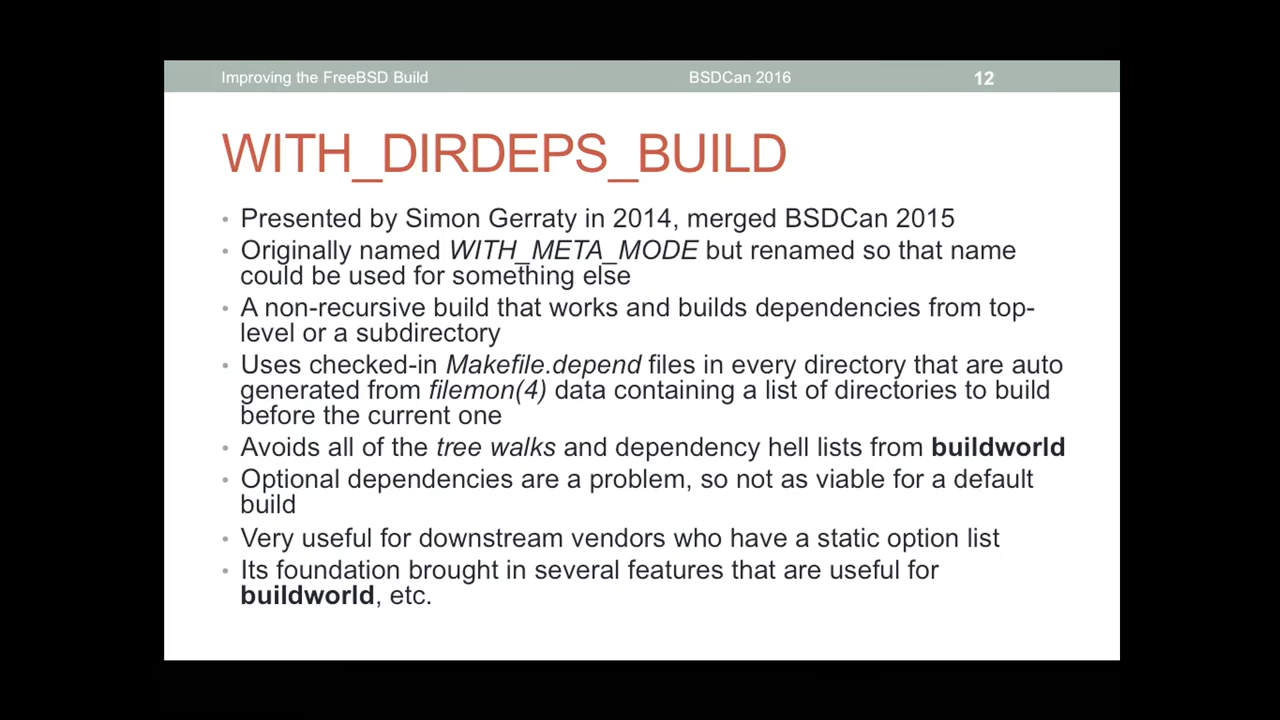 Improving the FreeBSD Build BSDCan 2016 12
WITH_DIRDEPS_BUILD
• Presented by Simon Gerraty in 2014, merged BSDCan 2015
• Originally named WITH_META_MODE but renamed so that name
could be used for something else
• A non-recursive build that works and builds dependencies from top-
level or a subdirectory
• Uses checked-in Makefile.depend files in every directory that are auto
generated from filemon(4) data containing a list of directories to build
before the current one
• Avoids all of the tree walks and dependency hell lists from buildworld
• Optional dependencies are a problem, so not as viable for a default
build
• Very useful for downstream vendors who have a static option list
• Its foundation brought in several features that are useful for
buildworld, etc.